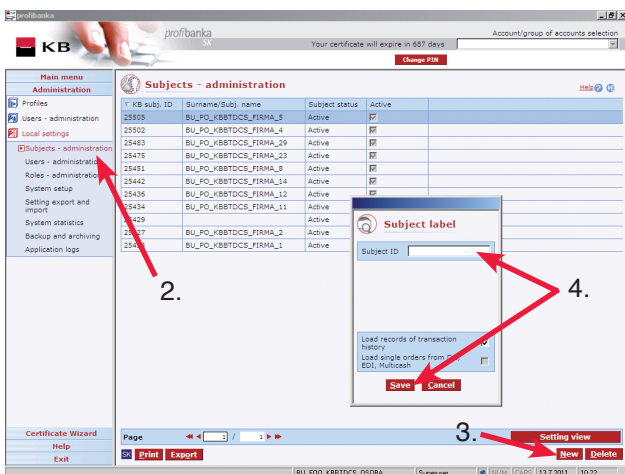 profibanka
KB
profibanka
SK
Your certificate will expire in 687 days
Account/group of accounts selection
Change PIN
Main menu
Administration
Profiles
Users - administration
Local settings
Subjects - administration
Users - administration
Roles - administration
System setup
Setting export and
import
System statistics
Backup and archiving
Application logs
Certificate Wizard
Help
Exit
Subjects - administration
Help
KB subj. ID Surname/Subj. name Subject status Active
25505 BU_PO_KBBTDCS_FIRMA_5 Active
25502 BU_PO_KBBTDCS_FIRMA_4 Active
25483 BU_PO_KBBTDCS_FIRMA_29 Active
25475 BU_PO_KBBTDCS_FIRMA_23 Active
25451 BU_PO_KBBTDCS_FIRMA_8 Active
25442 BU_PO_KBBTDCS_FIRMA_14 Active
25436 BU_PO_KBBTDCS_FIRMA_12 Active
25434 BU_PO_KBBTDCS_FIRMA_11 Active
25429 Active
BU_PO_KBBTDCS_FIRMA_2 Active
BU_PO_KBBTDCS_FIRMA_1 Active
Subject label
Subject ID
Load records of transaction
history
Load single orders from
EDI, Multicash
Save Cancel
2.
4.
3.
Page 1 / 1
Setting view
SK Print Export
New Delete
BU_FOO_KBBTDCS_OSOBA Superuser NUM CAPS 13.7.2011 10:22